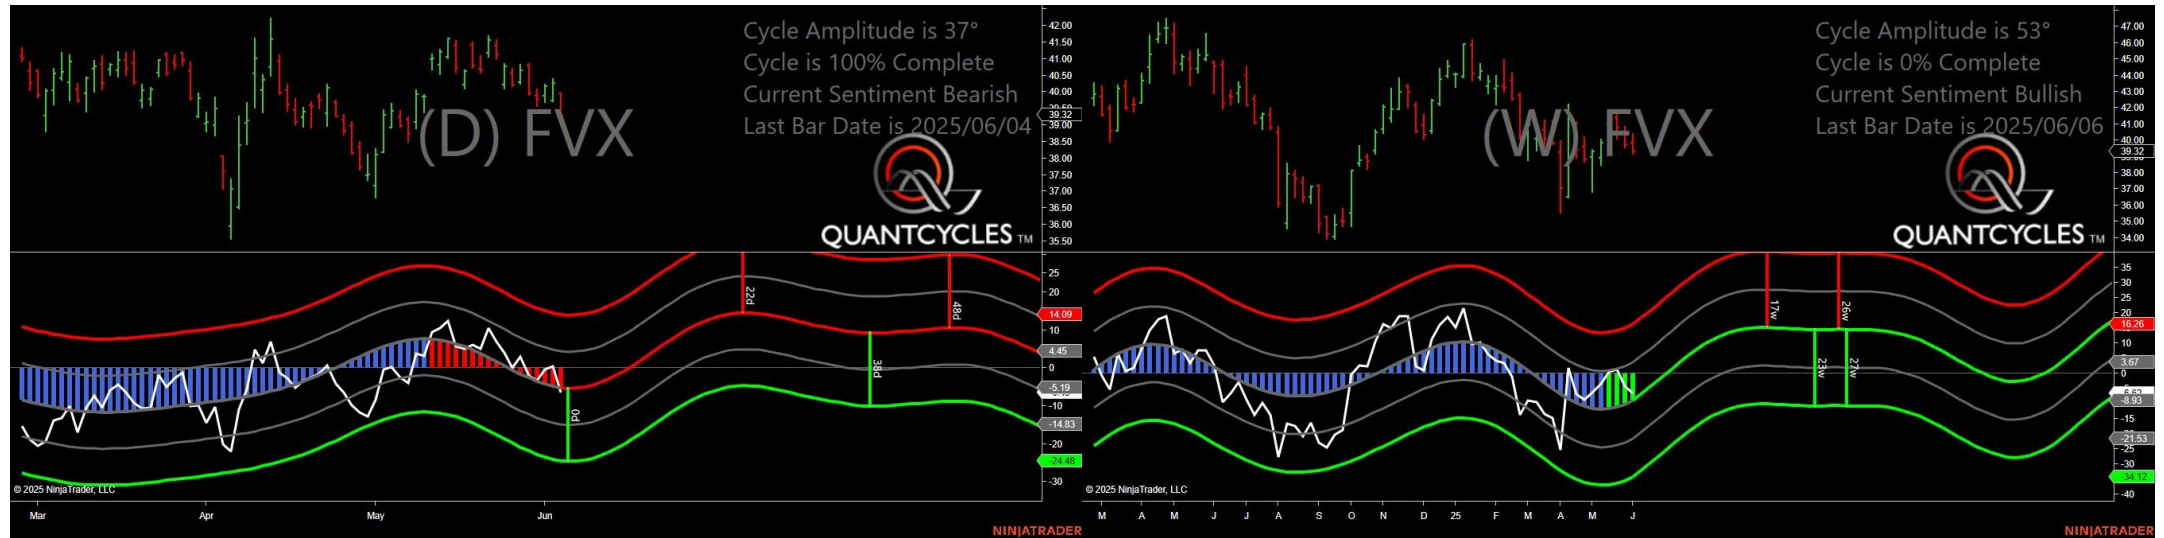 Cycle Amplitude is 37°
Cycle is 100% Complete
Current Sentiment Bearish
Last Bar Date is 2025/06/04
(D) FVX
QUANTCYCLES TM
42.00
41.50
41.00
40.50
40.00
39.32
38.50
38.00
37.50
37.00
36.50
36.00
35.50
25
20
14.09
10
4.45
0
-5.19
-10
-14.83
-20
-24.48
-30
22d
48d
38d
0d
© 2025 NinjaTrader, LLC
Mar Apr May Jun
NINJATRADER
Cycle Amplitude is 53°
Cycle is 0% Complete
Current Sentiment Bullish
Last Bar Date is 2025/06/06
(W) FVX
QUANTCYCLES TM
47.00
46.00
45.00
44.00
43.00
42.00
41.00
40.00
39.32
38.00
37.00
36.00
35.00
34.00
35
30
25
20
16.26
10
3.67
0
-8.93
-15
-21.53
-25
-30
-34.12
-40
17w
26w
23w
27w
© 2025 NinjaTrader, LLC
M A M J J A S O N D 25 F M A M J
NINJATRADER